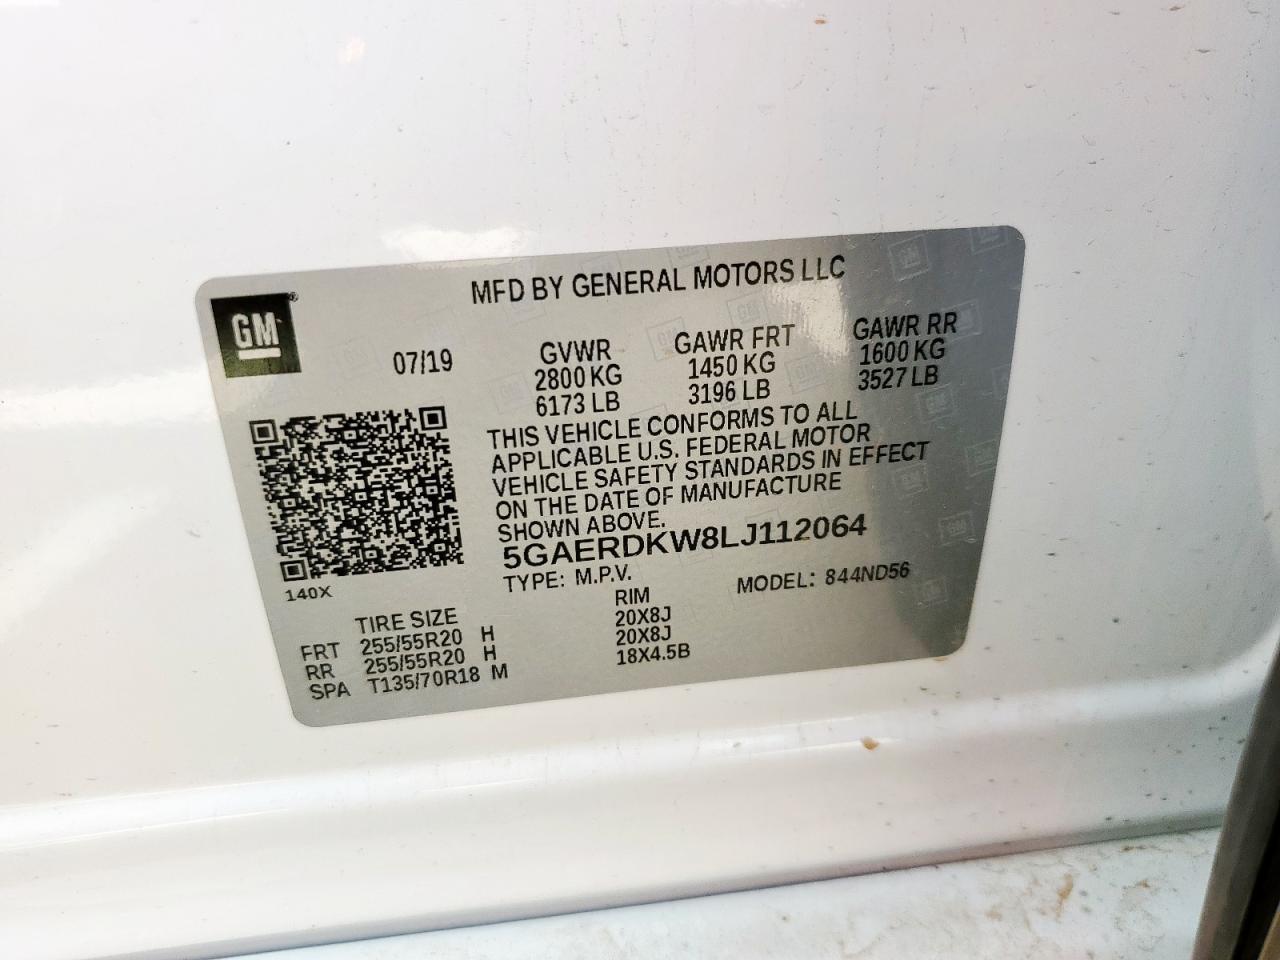 MFD BY GENERAL MOTORS LLC
GM®
07/19
GVWR GAWR FRT GAWR RR
2800 KG 1450 KG 1600 KG
6173 LB 3196 LB 3527 LB
THIS VEHICLE CONFORMS TO ALL
APPLICABLE U.S. FEDERAL MOTOR
VEHICLE SAFETY STANDARDS IN EFFECT
ON THE DATE OF MANUFACTURE
SHOWN ABOVE.
5GAERDKW8LJ112064
TYPE: M.P.V. MODEL: 844ND56
140X
TIRE SIZE RIM
FRT 255/55R20 H 20X8J
RR 255/55R20 H 20X8J
SPA T135/70R18 M 18X4.5B